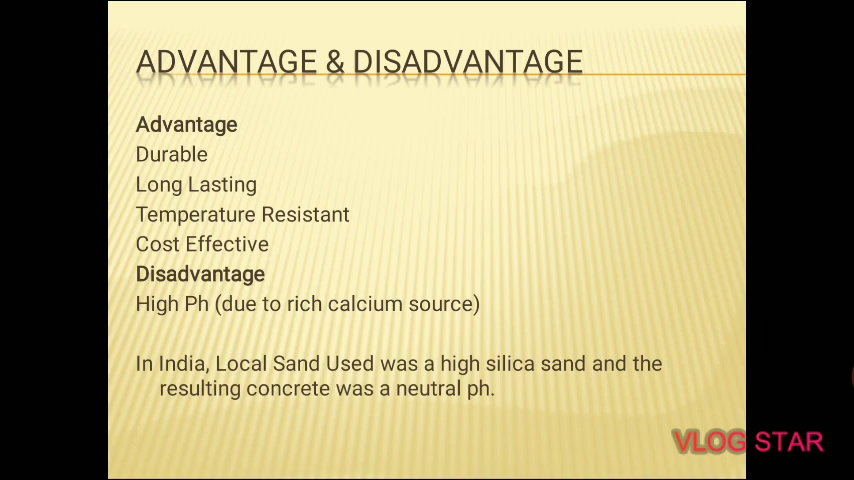 ADVANTAGE & DISADVANTAGE
Advantage
Durable
Long Lasting
Temperature Resistant
Cost Effective
Disadvantage
High Ph (due to rich calcium source)
In India, Local Sand Used was a high silica sand and the
resulting concrete was a neutral ph.
VLOG STAR